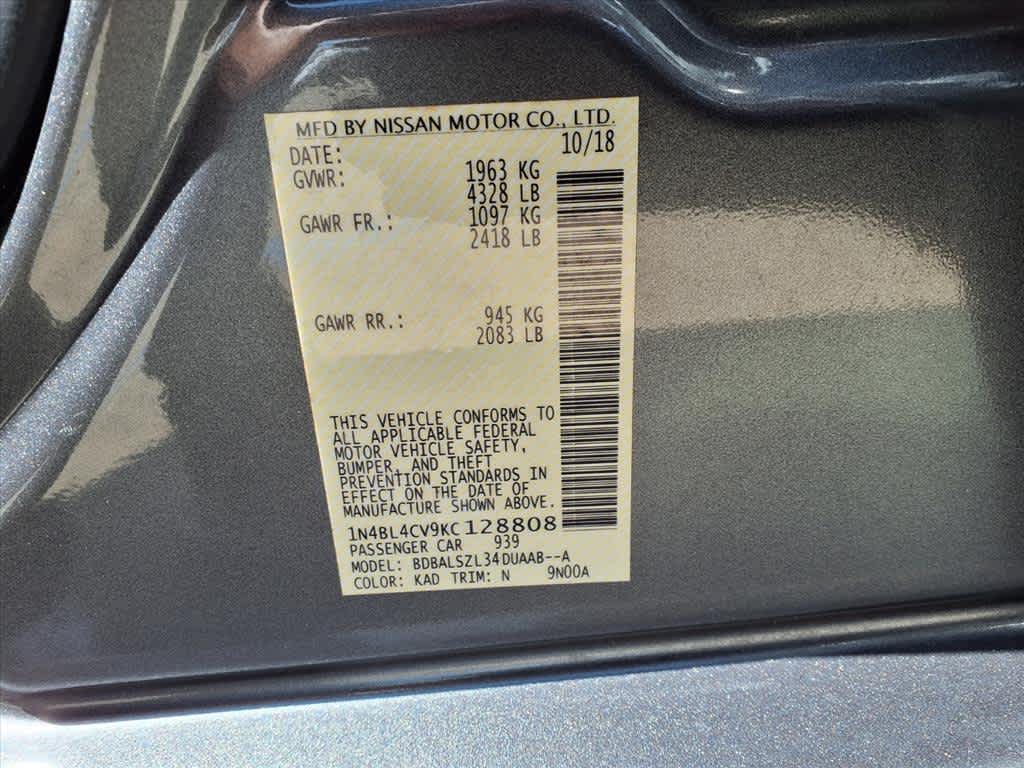 MFD BY NISSAN MOTOR CO., LTD.
DATE: 10/18
GVWR: 1963 KG
4328 LB
GAWR FR.: 1097 KG
2418 LB
GAWR RR.: 945 KG
2083 LB
THIS VEHICLE CONFORMS TO
ALL APPLICABLE FEDERAL
MOTOR VEHICLE SAFETY,
BUMPER, AND THEFT
PREVENTION STANDARDS IN
EFFECT ON THE DATE OF
MANUFACTURE SHOWN ABOVE.
1N4BL4CV9KC128808
PASSENGER CAR 939
MODEL: BDBALSZL34DUAAB--A
COLOR: KAD TRIM: N 9N00A